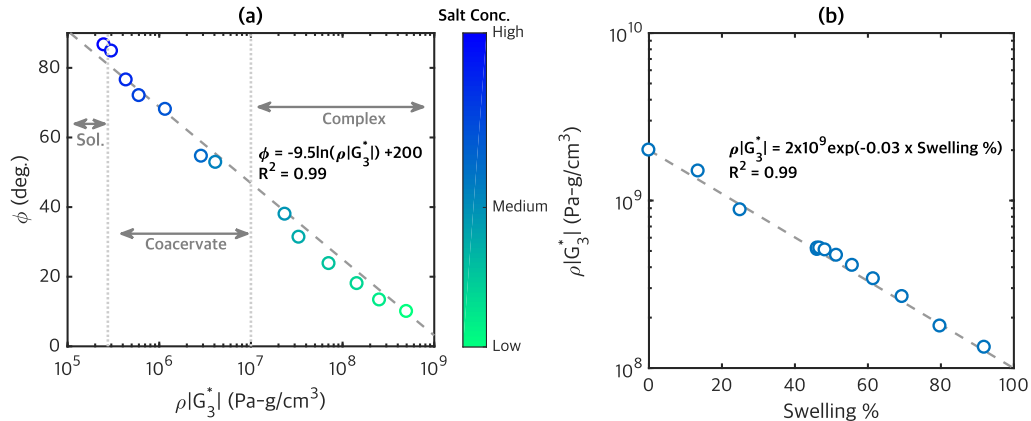 (a)
Salt Conc.
High
Medium
Low
80
60
40
20
0
ϕ (deg.)
Sol.
Complex
Coacervate
ϕ = -9.5ln(ρ|G₃*|) +200
R² = 0.99
10⁵
10⁶
10⁷
10⁸
10⁹
ρ|G₃*| (Pa-g/cm³)
(b)
10¹⁰
10⁹
10⁸
ρ|G₃*| (Pa-g/cm³)
ρ|G₃*| = 2x10⁹exp(-0.03 x Swelling %)
R² = 0.99
0
20
40
60
80
100
Swelling %